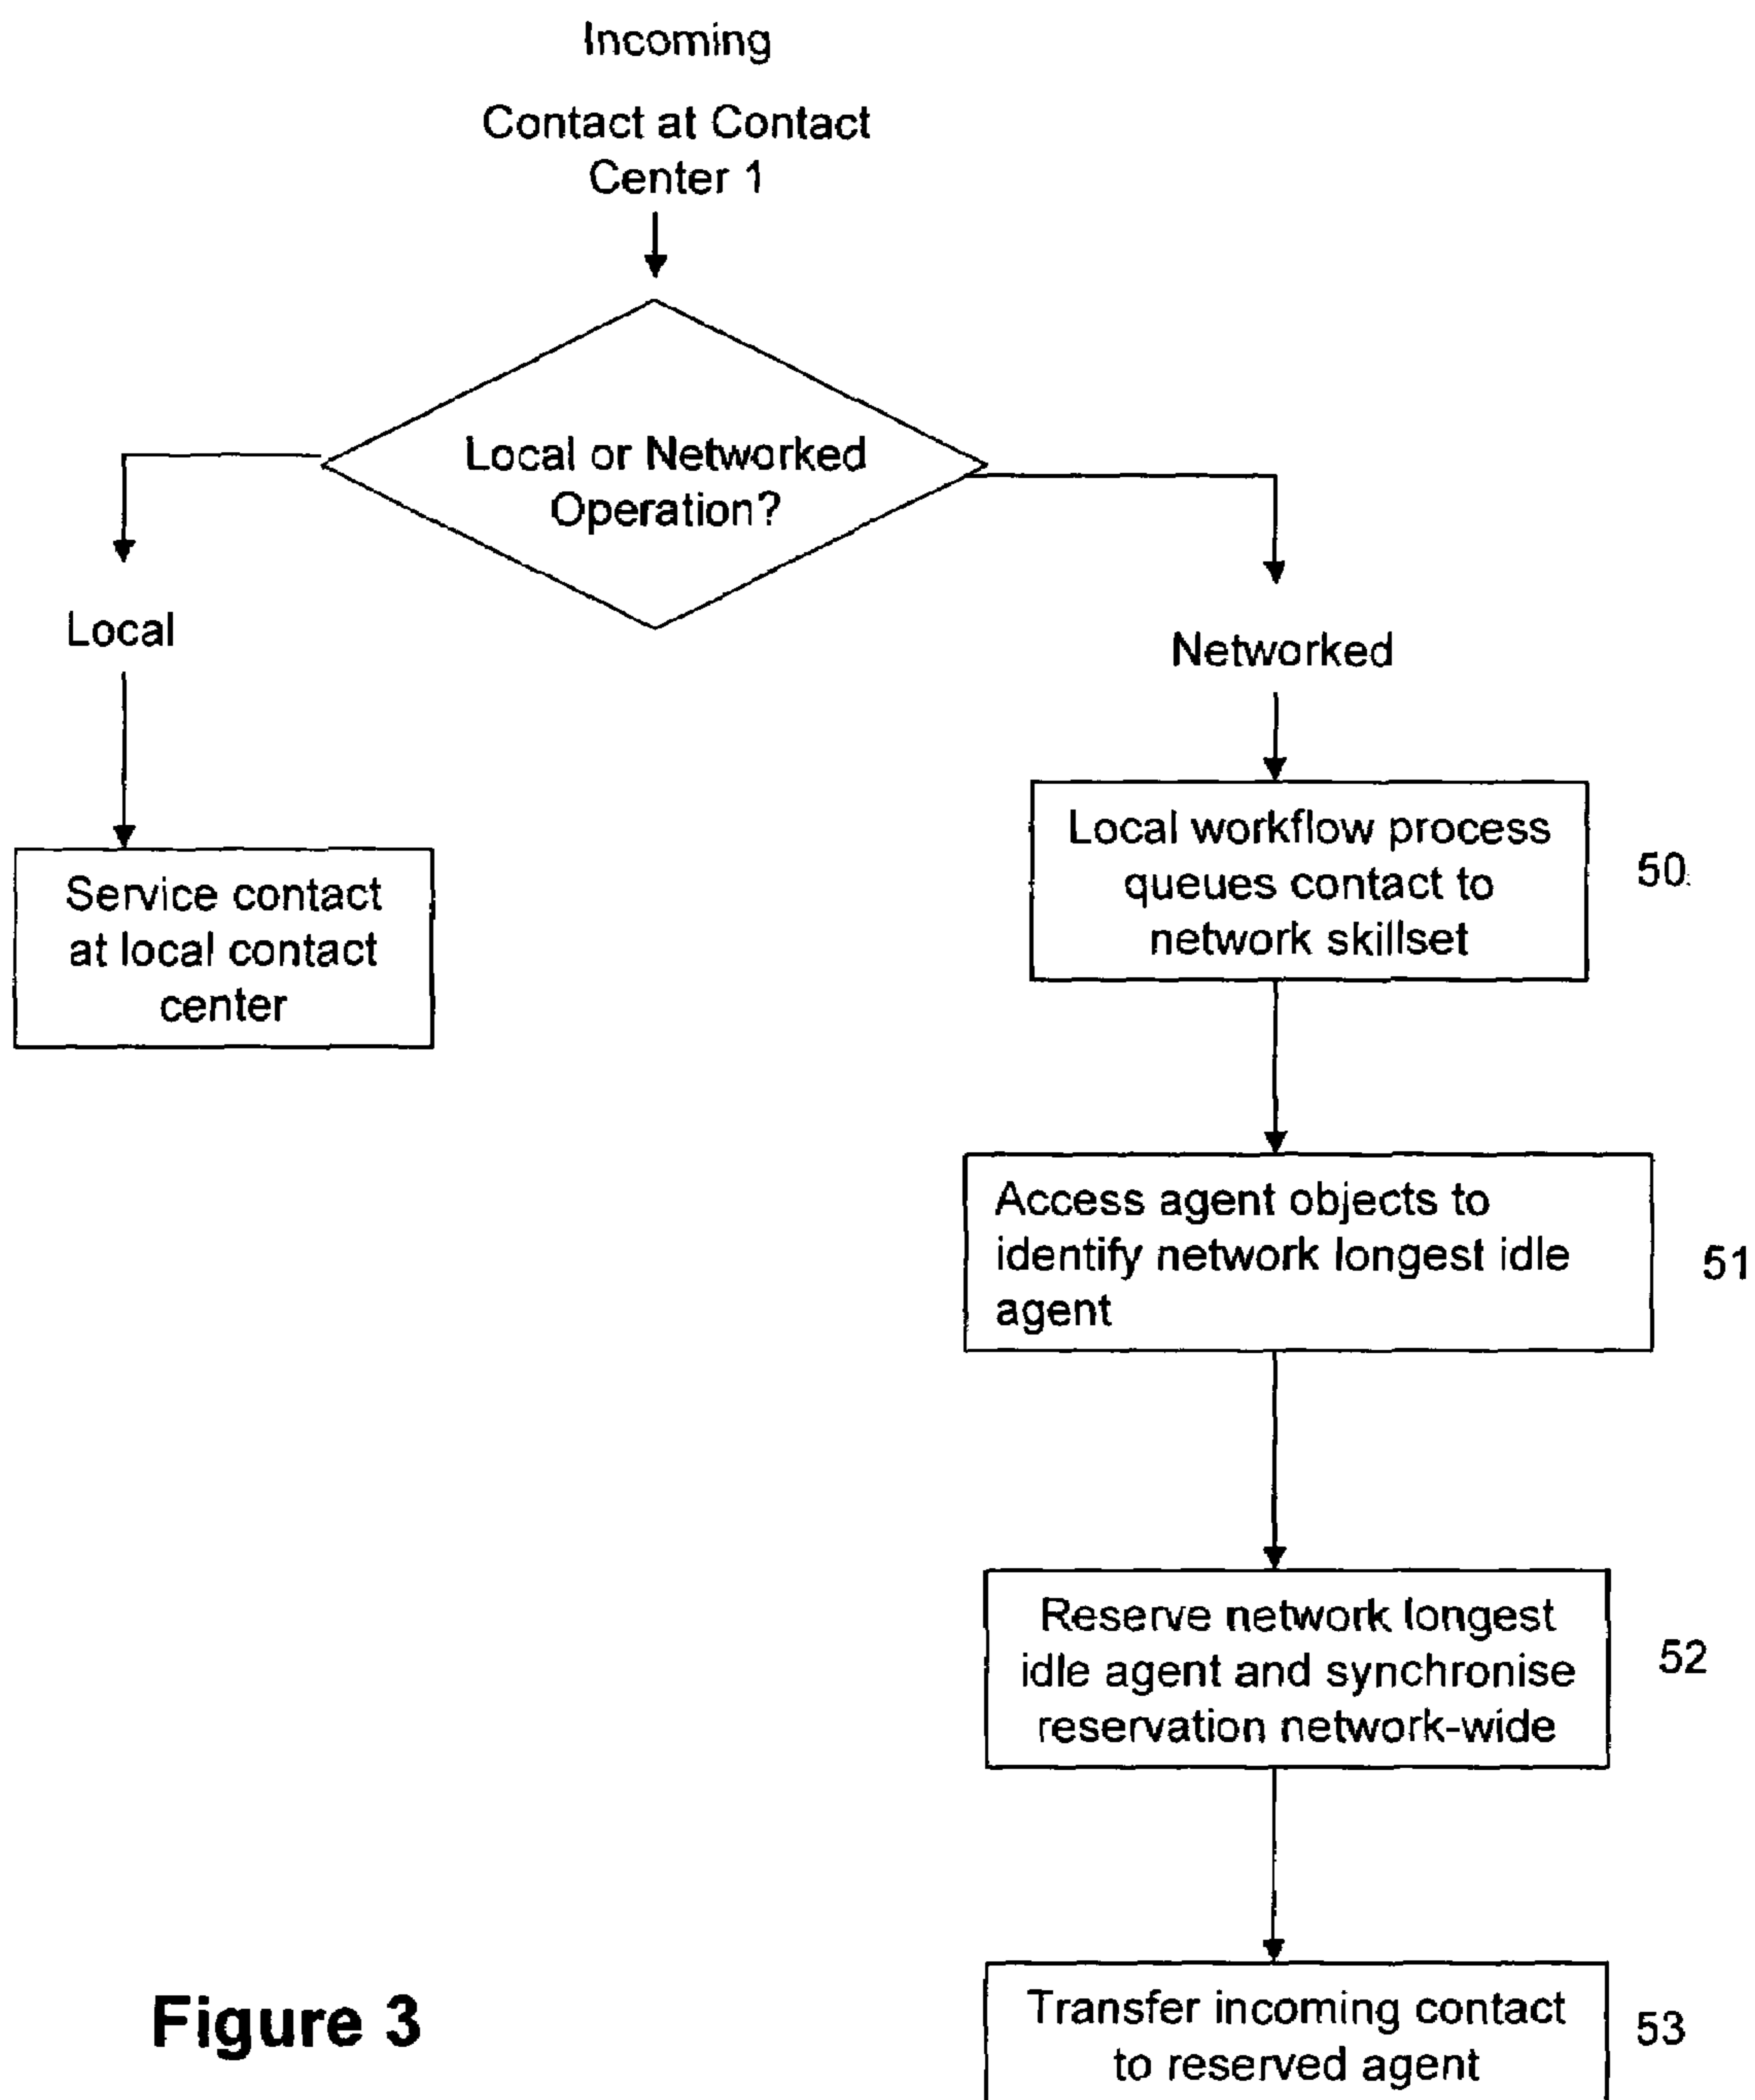 Incoming
Contact at Contact
Center 1
Local or Networked
Operation?
Local
Networked
Service contact
at local contact
center
Local workflow process
queues contact to
network skillset
50
Access agent objects to
identify network longest idle
agent
51
Reserve network longest
idle agent and synchronise
reservation network-wide
52
Transfer incoming contact
to reserved agent
53
Figure 3